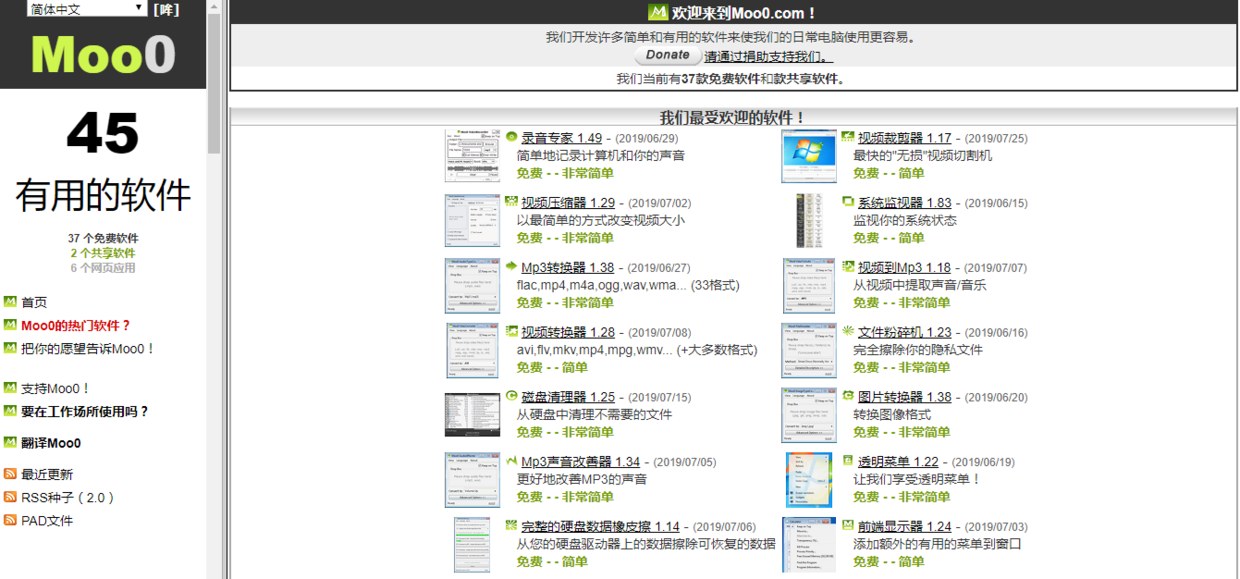 简体中文
[哞]
Moo0
45
有用的软件
37 个免费软件
2 个共享软件
6 个网页应用
首页
Moo0的热门软件？
把你的愿望告诉Moo0！
支持Moo0！
要在工作场所使用吗？
翻译Moo0
最近更新
RSS种子（2.0）
PAD文件
欢迎来到Moo0.com！
我们开发许多简单和有用的软件来使我们的日常电脑使用更容易。
Donate 请通过捐助支持我们。
我们当前有37款免费软件和款共享软件。
我们最受欢迎的软件！
录音专家 1.49 - (2019/06/29)
简单地记录计算机和你的声音
免费 - - 非常简单
视频裁剪器 1.17 - (2019/07/25)
最快的"无损"视频切割机
免费 - - 简单
视频压缩器 1.29 - (2019/07/02)
以最简单的方式改变视频大小
免费 - - 非常简单
系统监视器 1.83 - (2019/06/15)
监视你的系统状态
免费 - - 简单
Mp3转换器 1.38 - (2019/06/27)
flac,mp4,m4a,ogg,wav,wma... (33格式)
免费 - - 非常简单
视频到Mp3 1.18 - (2019/07/07)
从视频中提取声音/音乐
免费 - - 非常简单
视频转换器 1.28 - (2019/07/08)
avi,flv,mkv,mp4,mpg,wmv... (+大多数格式)
免费 - - 简单
文件粉碎机 1.23 - (2019/06/16)
完全擦除你的隐私文件
免费 - - 简单
磁盘清理器 1.25 - (2019/07/15)
从硬盘中清理不需要的文件
免费 - - 非常简单
图片转换器 1.38 - (2019/06/20)
转换图像格式
免费 - - 非常简单
Mp3声音改善器 1.34 - (2019/07/05)
更好地改善MP3的声音
免费 - - 非常简单
透明菜单 1.22 - (2019/06/19)
让我们享受透明菜单！
免费 - - 非常简单
完整的硬盘数据橡皮擦 1.14 - (2019/07/06)
从您的硬盘驱动器上的数据擦除可恢复的数据
免费 - - 简单
前端显示器 1.24 - (2019/07/03)
添加额外的有用的菜单到窗口
免费 - - 简单